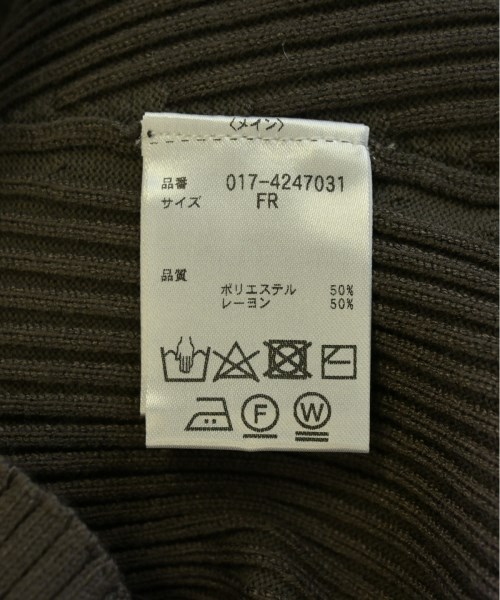 〈メイン〉
品番 017-4247031
サイズ FR
品質
ポリエステル 50%
レーヨン 50%
F W